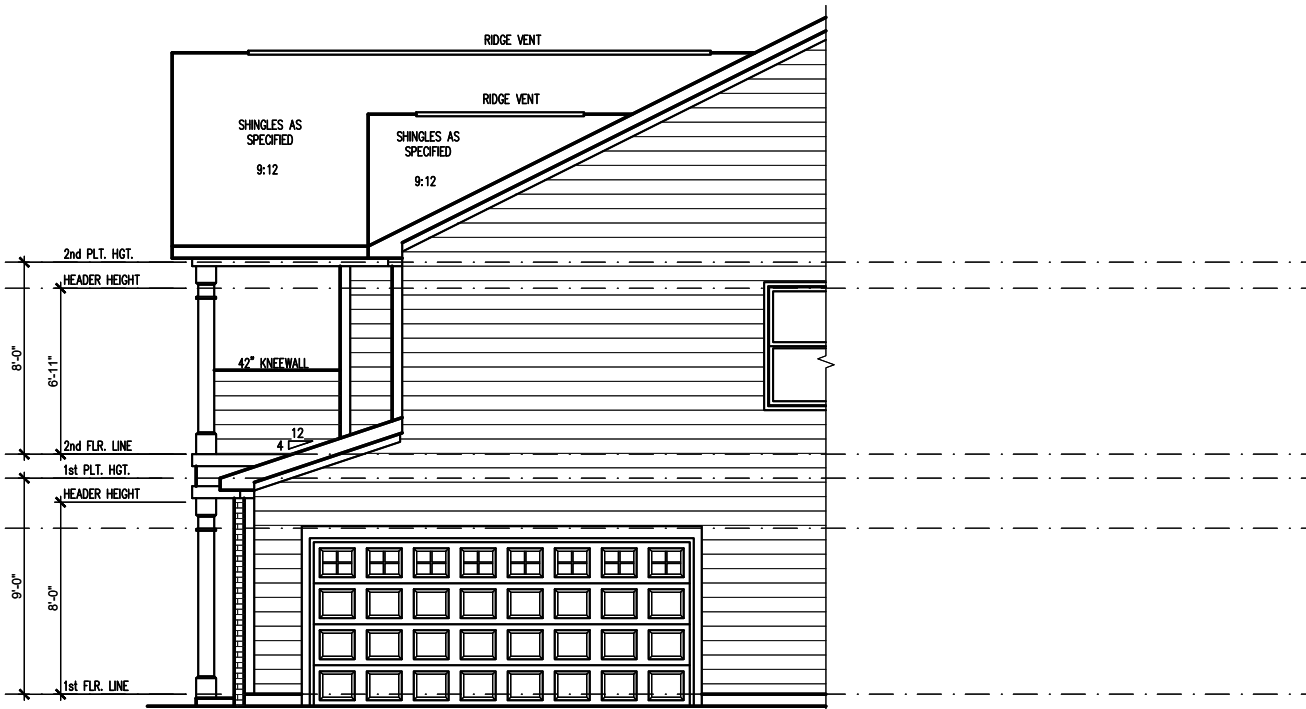 RIDGE VENT
RIDGE VENT
SHINGLES AS
SPECIFIED
9:12
SHINGLES AS
SPECIFIED
9:12
2nd PLT. HGT.
HEADER HEIGHT
8'-0"
6'-11"
42" KNEEWALL
12
4
2nd FLR. LINE
1st PLT. HGT.
HEADER HEIGHT
9'-0"
8'-0"
1st FLR. LINE